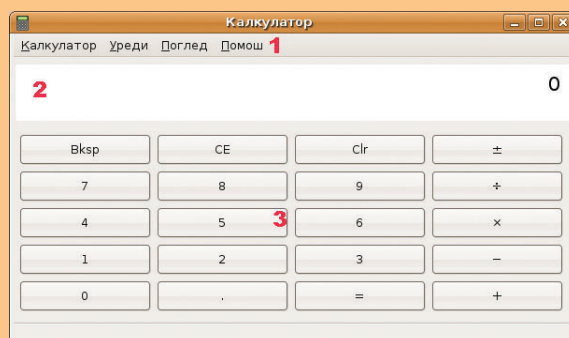 Калкулатор
Калкулатор Уреди Поглед Помош 1
2 0
Bksp CE Clr ±
7 8 9 ÷
4 5 3 6 ×
1 2 3 −
0 . = +